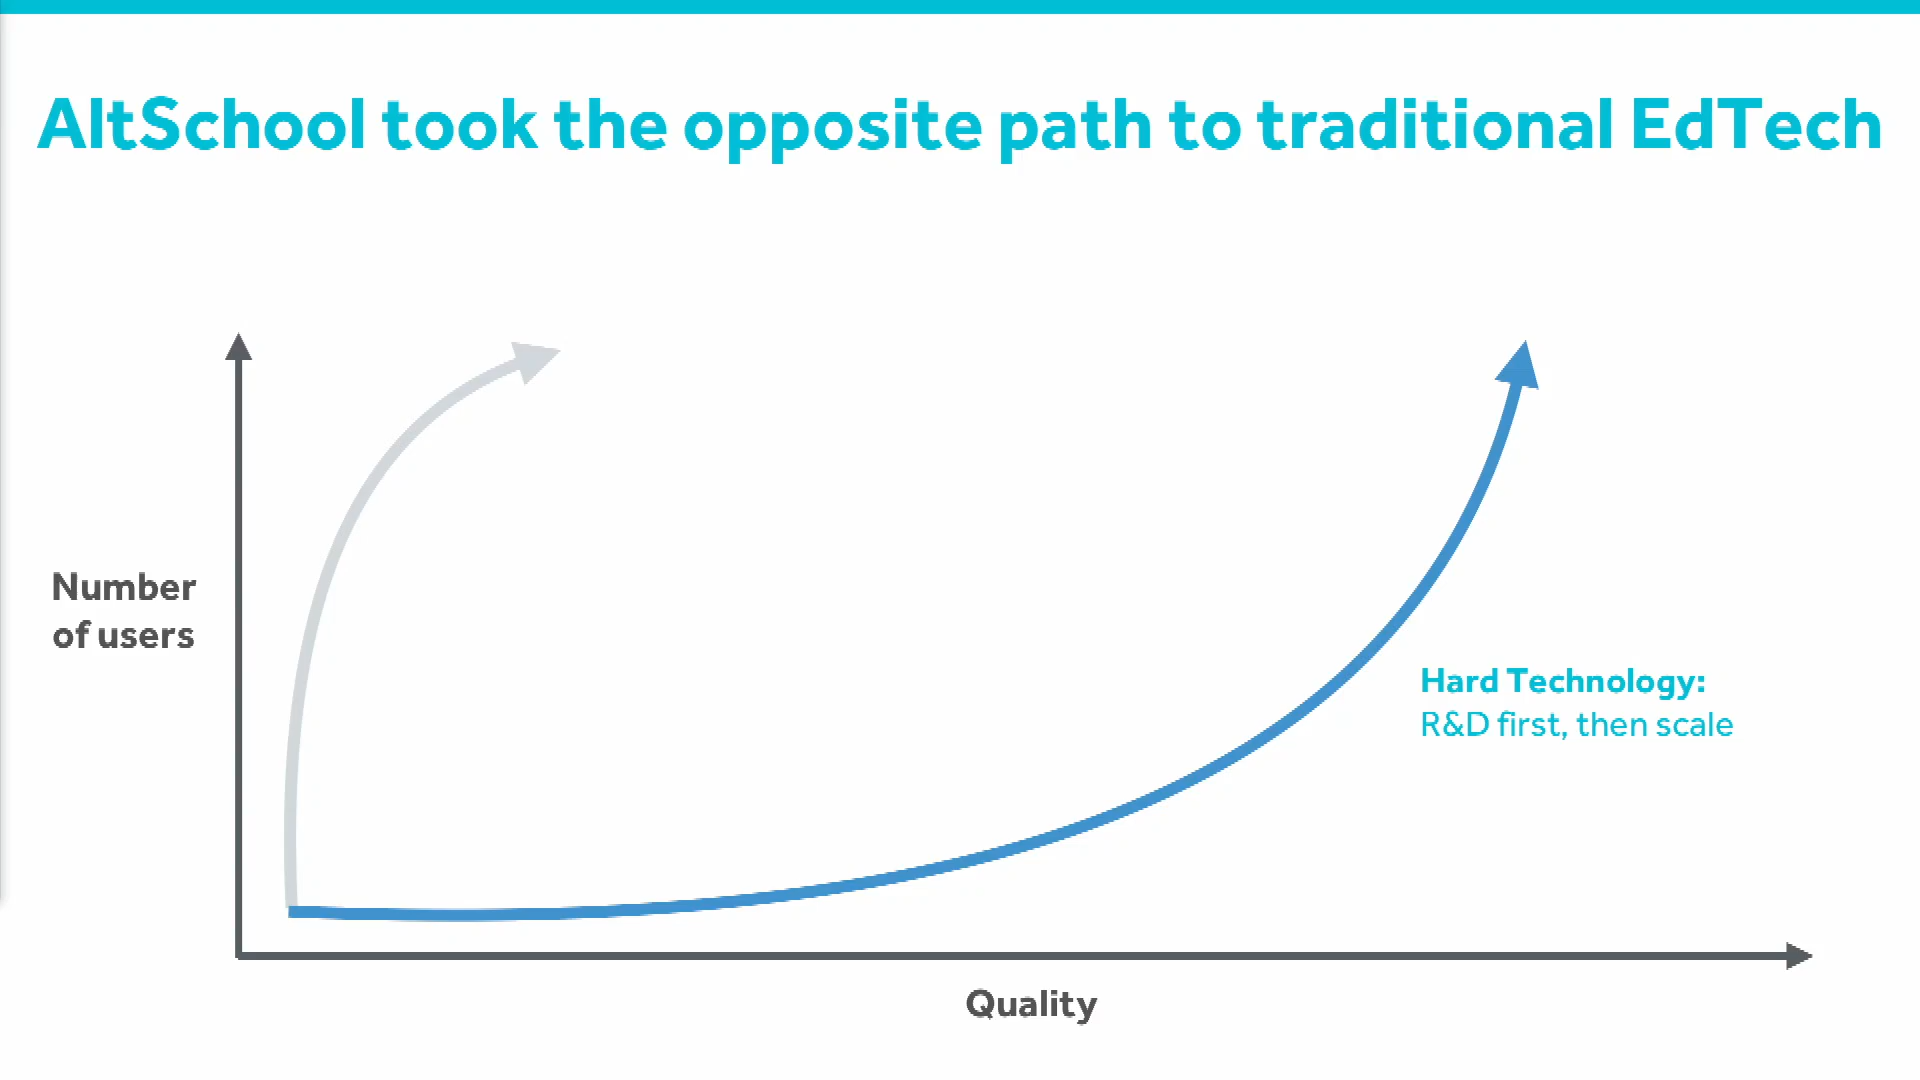 AltSchool took the opposite path to traditional EdTech
Number
of users
Hard Technology:
R&D first, then scale
Quality